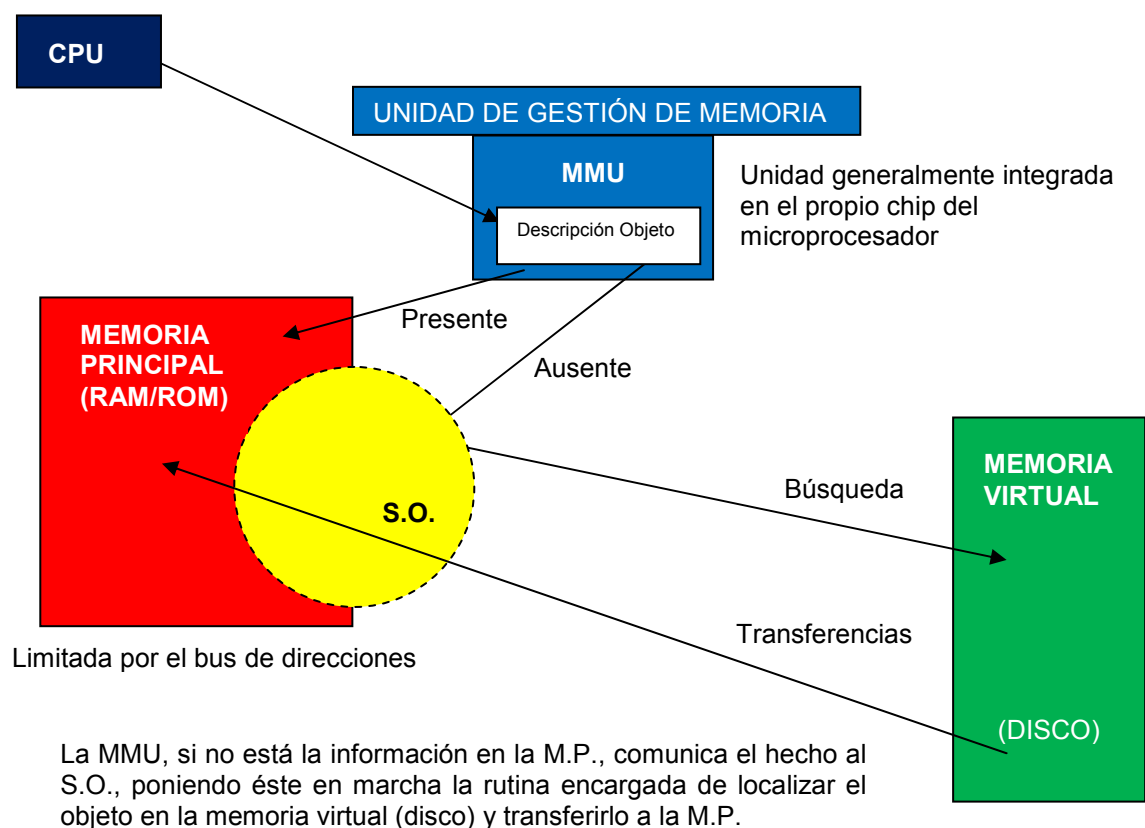 CPU
UNIDAD DE GESTIÓN DE MEMORIA
MMU
Descripción Objeto
Unidad generalmente integrada
en el propio chip del
microprocesador
Presente
Ausente
MEMORIA
PRINCIPAL
(RAM/ROM)
S.O.
Búsqueda
MEMORIA
VIRTUAL
Transferencias
(DISCO)
Limitada por el bus de direcciones
La MMU, si no está la información en la M.P., comunica el hecho al
S.O., poniendo éste en marcha la rutina encargada de localizar el
objeto en la memoria virtual (disco) y transferirlo a la M.P.